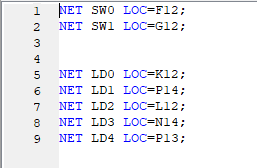 1 NET SW0 LOC=F12;
2 NET SW1 LOC=G12;
3
4
5 NET LD0 LOC=K12;
6 NET LD1 LOC=P14;
7 NET LD2 LOC=L12;
8 NET LD3 LOC=N14;
9 NET LD4 LOC=P13;